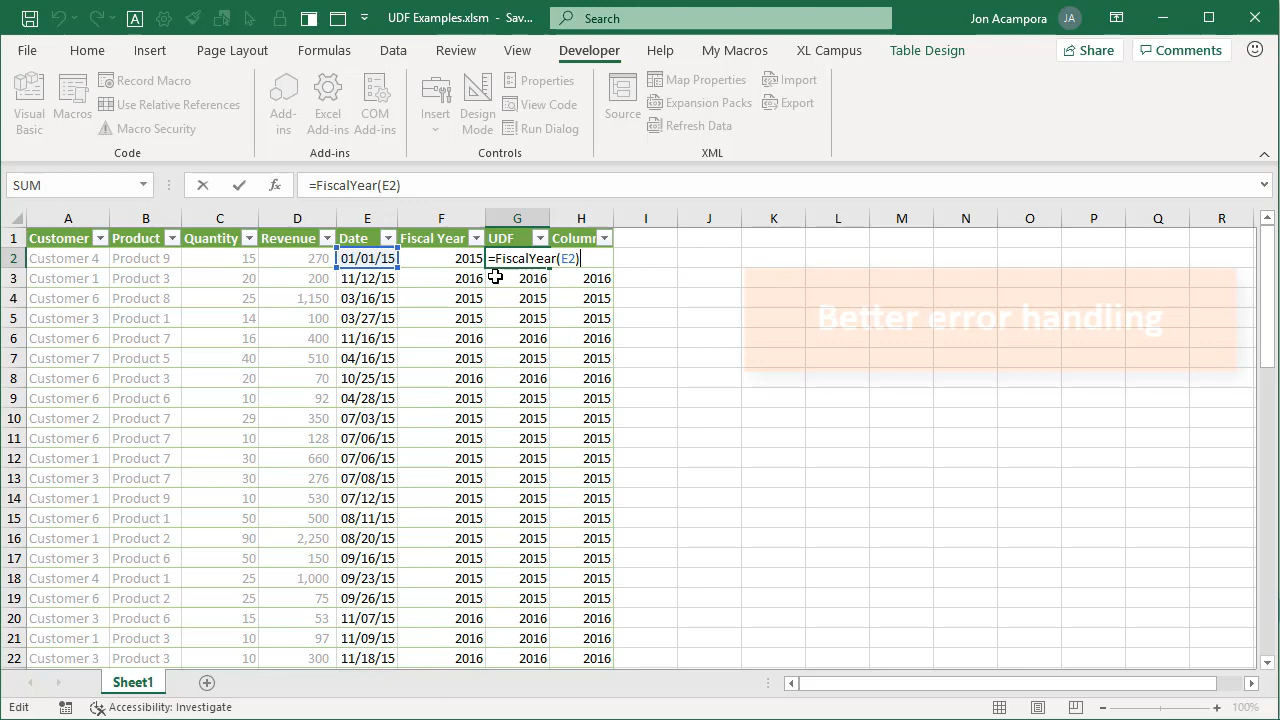 UDF Examples.xlsm - Sav...
Search
Jon Acampora
JA
File Home Insert Page Layout Formulas Data Review View Developer Help My Macros XL Campus Table Design
Share
Comments
Visual Basic
Macros
Record Macro
Use Relative References
Macro Security
Code
Add-ins
Excel Add-ins
COM Add-ins
Add-ins
Insert
Design Mode
Properties
View Code
Run Dialog
Controls
Source
Map Properties
Expansion Packs
Refresh Data
Import
Export
XML
SUM
fx
=FiscalYear(E2)
A B C D E F G H I J K L M N O P Q R
1 Customer Product Quantity Revenue Date Fiscal Year UDF Colum
2 Customer 4 Product 9 15 270 01/01/15 2015 =FiscalYear(E2)
3 Customer 1 Product 3 20 200 11/12/15 2016 2016 2016
4 Customer 6 Product 8 25 1,150 03/16/15 2015 2015 2015
5 Customer 3 Product 1 14 100 03/27/15 2015 2015 2015
6 Customer 6 Product 7 16 400 11/16/15 2016 2016 2016
7 Customer 7 Product 5 40 510 04/16/15 2015 2015 2015
8 Customer 6 Product 3 20 70 10/25/15 2016 2016 2016
9 Customer 6 Product 6 10 92 04/28/15 2015 2015 2015
10 Customer 2 Product 7 29 350 07/03/15 2015 2015 2015
11 Customer 6 Product 7 10 128 07/06/15 2015 2015 2015
12 Customer 1 Product 7 30 660 07/06/15 2015 2015 2015
13 Customer 3 Product 7 30 276 07/08/15 2015 2015 2015
14 Customer 1 Product 9 10 530 07/12/15 2015 2015 2015
15 Customer 6 Product 1 50 500 08/11/15 2015 2015 2015
16 Customer 1 Product 2 90 2,250 08/20/15 2015 2015 2015
17 Customer 3 Product 6 50 150 09/16/15 2015 2015 2015
18 Customer 4 Product 1 25 1,000 09/23/15 2015 2015 2015
19 Customer 6 Product 2 25 75 09/26/15 2015 2015 2015
20 Customer 3 Product 6 15 53 11/07/15 2016 2016 2016
21 Customer 1 Product 3 10 97 11/09/15 2016 2016 2016
22 Customer 3 Product 3 10 300 11/18/15 2016 2016 2016
Better error handling
Sheet1
Edit
Accessibility: Investigate
100%